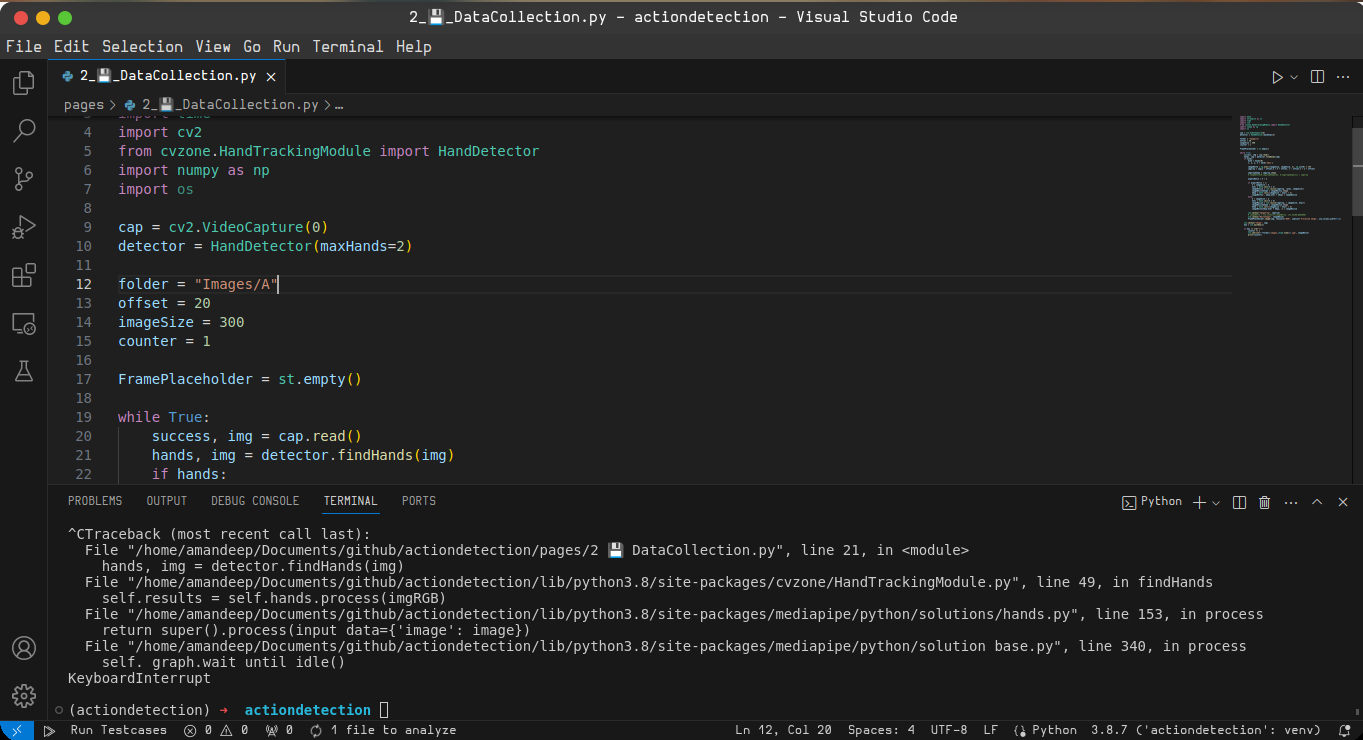 2_💾_DataCollection.py - actiondetection - Visual Studio Code
File Edit Selection View Go Run Terminal Help
2_💾_DataCollection.py ×
pages > 2_💾_DataCollection.py > ...
3 import time
4 import cv2
5 from cvzone.HandTrackingModule import HandDetector
6 import numpy as np
7 import os
8
9 cap = cv2.VideoCapture(0)
10 detector = HandDetector(maxHands=2)
11
12 folder = "Images/A"
13 offset = 20
14 imageSize = 300
15 counter = 1
16
17 FramePlaceholder = st.empty()
18
19 while True:
20     success, img = cap.read()
21     hands, img = detector.findHands(img)
22     if hands:
PROBLEMS OUTPUT DEBUG CONSOLE TERMINAL PORTS Python
^CTraceback (most recent call last):
  File "/home/amandeep/Documents/github/actiondetection/pages/2 💾 DataCollection.py", line 21, in <module>
    hands, img = detector.findHands(img)
  File "/home/amandeep/Documents/github/actiondetection/lib/python3.8/site-packages/cvzone/HandTrackingModule.py", line 49, in findHands
    self.results = self.hands.process(imgRGB)
  File "/home/amandeep/Documents/github/actiondetection/lib/python3.8/site-packages/mediapipe/python/solutions/hands.py", line 153, in process
    return super().process(input data={'image': image})
  File "/home/amandeep/Documents/github/actiondetection/lib/python3.8/site-packages/mediapipe/python/solution base.py", line 340, in process
    self. graph.wait until idle()
KeyboardInterrupt
(actiondetection) → actiondetection
Run Testcases 0 0 0 1 file to analyze Ln 12, Col 20 Spaces: 4 UTF-8 LF Python 3.8.7 ('actiondetection': venv)